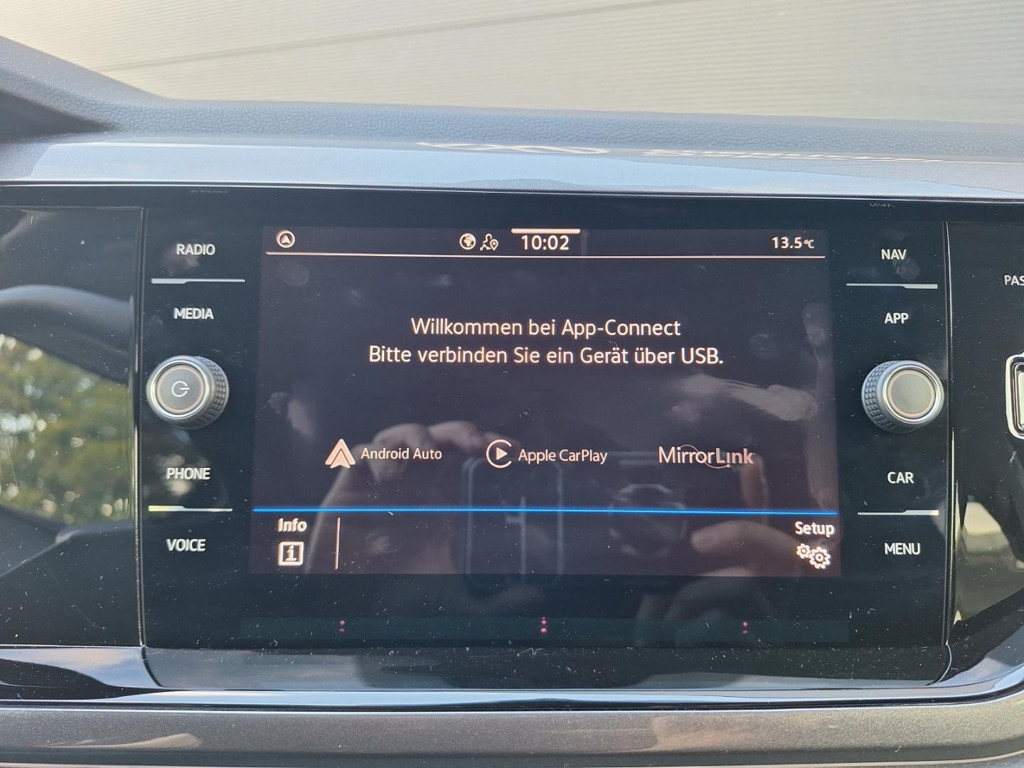 RADIO
MEDIA
PHONE
VOICE
10:02
13.5°C
Willkommen bei App-Connect
Bitte verbinden Sie ein Gerät über USB.
Android Auto
Apple CarPlay
MirrorLink
Info
i
Setup
NAV
APP
CAR
MENU
PAS